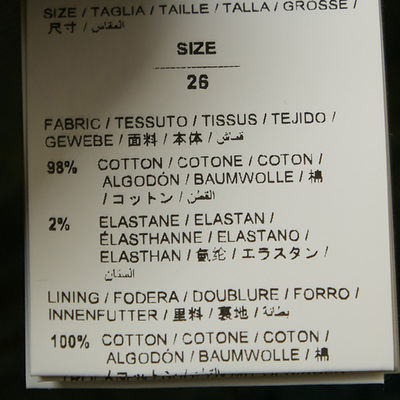 SIZE / TAGLIA / TAILLE / TALLA / GRÖSSE /
尺寸 / المقاس
SIZE
26
FABRIC / TESSUTO / TISSUS / TEJIDO /
GEWEBE / 面料 / 本体 / قماش
98% COTTON / COTONE / COTON /
ALGODÓN / BAUMWOLLE / 棉
/ コットン / القطن
2% ELASTANE / ELASTAN /
ÉLASTHANNE / ELASTANO /
ELASTHAN / 氨纶 / エラスタン /
LINING / FODERA / DOUBLURE / FORRO /
INNENFUTTER / 里料 / 裏地 / بطانة
100% COTTON / COTONE / COTON /
ALGODÓN / BAUMWOLLE / 棉